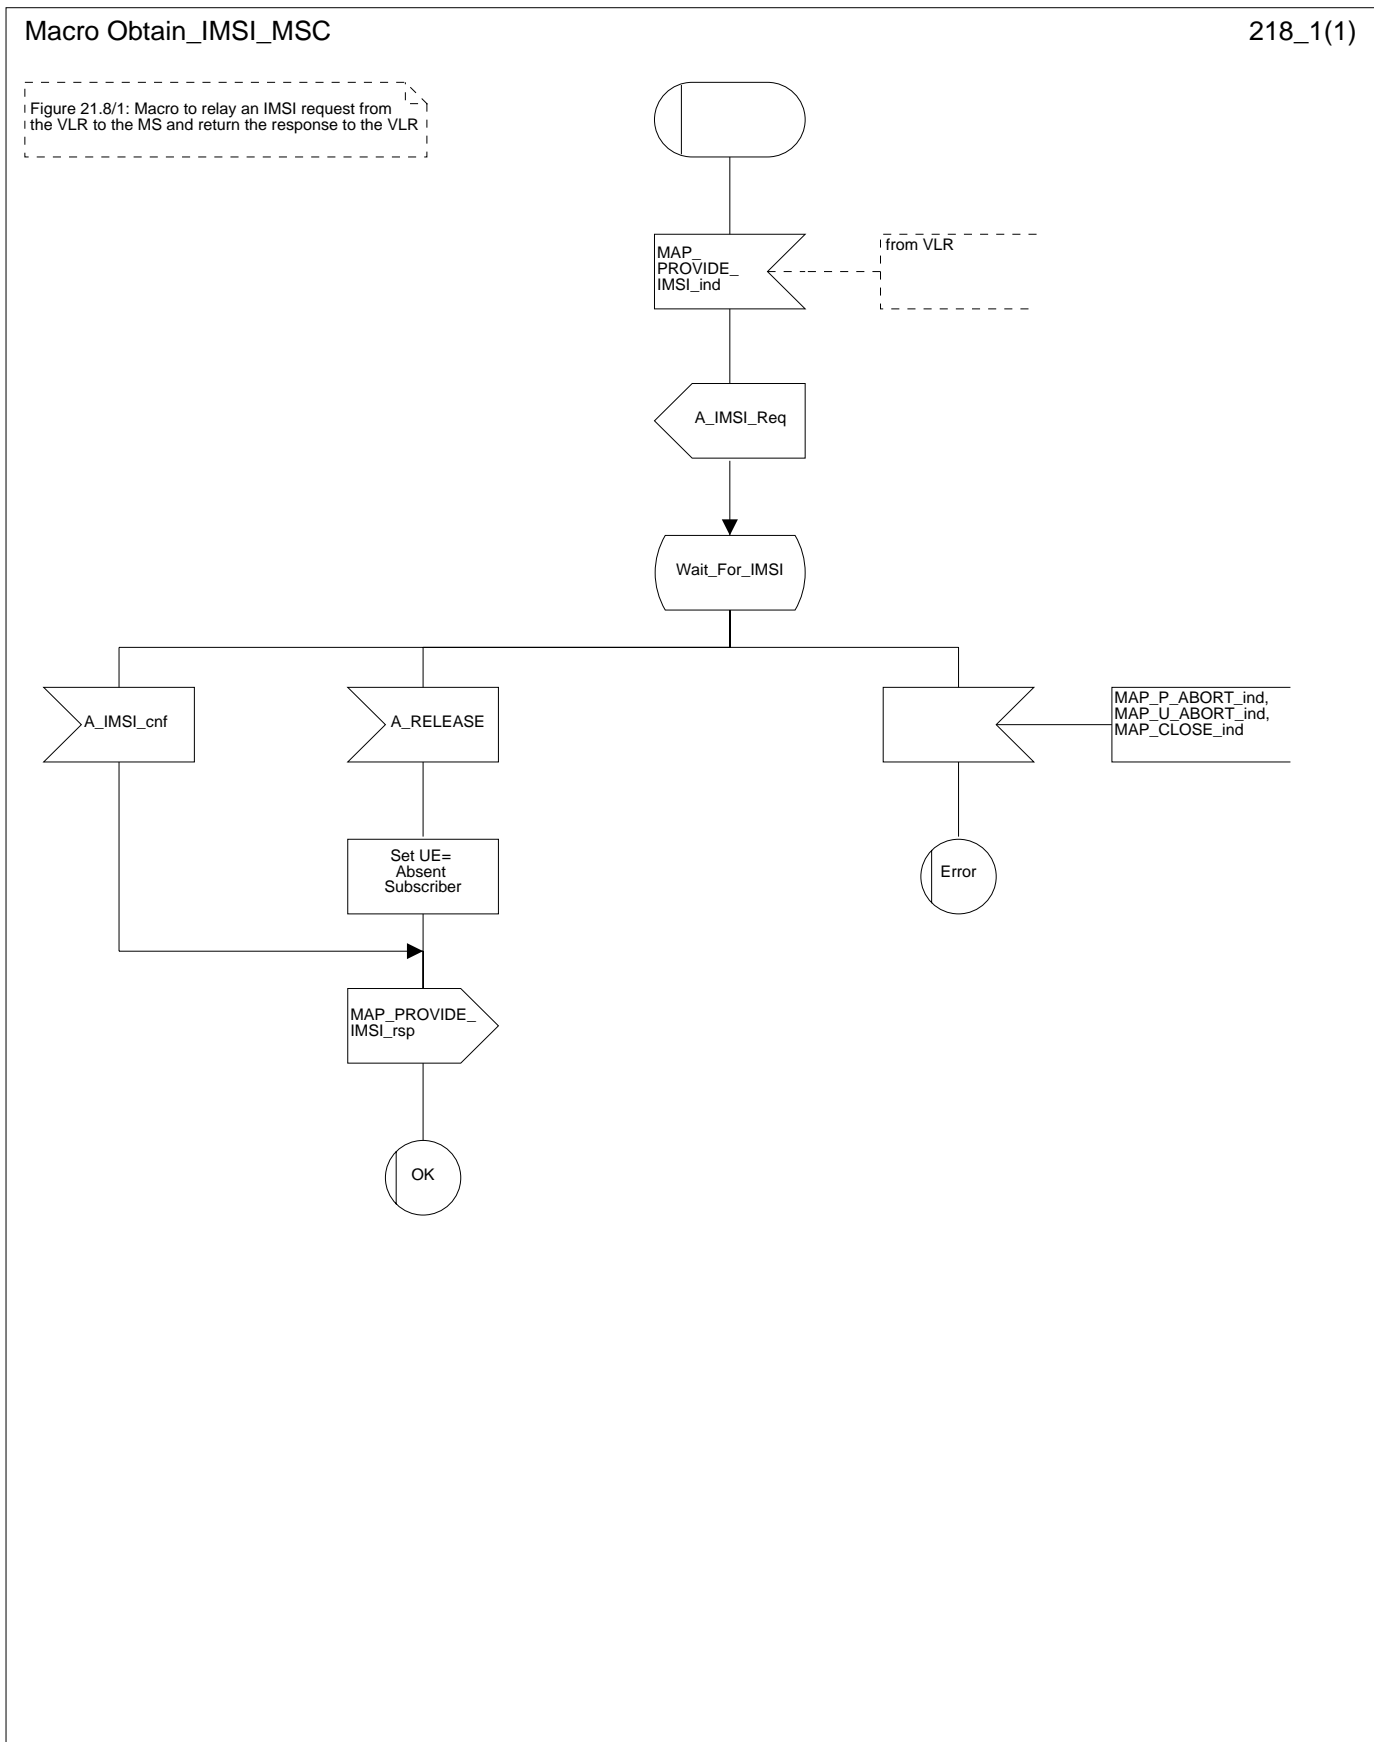 Macro Obtain_IMSI_MSC
218_1(1)
Figure 21.8/1: Macro to relay an IMSI request from
the VLR to the MS and return the response to the VLR
MAP_
PROVIDE_
IMSI_ind
from VLR
A_IMSI_Req
Wait_For_IMSI
A_IMSI_cnf
A_RELEASE
MAP_P_ABORT_ind,
MAP_U_ABORT_ind,
MAP_CLOSE_ind
Set UE=
Absent
Subscriber
Error
MAP_PROVIDE_
IMSI_rsp
OK